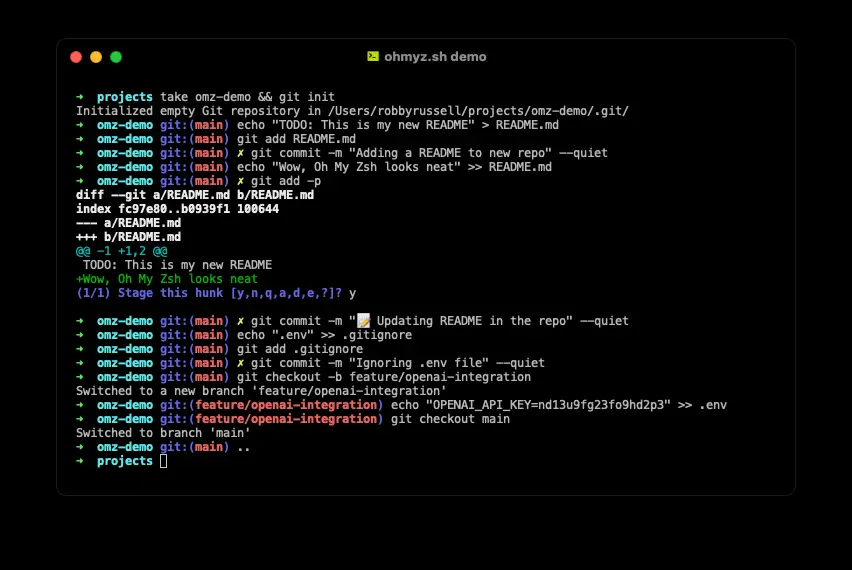 ohmyz.sh demo
➜ projects take omz-demo && git init
Initialized empty Git repository in /Users/robbyrussell/projects/omz-demo/.git/
➜ omz-demo git:(main) echo "TODO: This is my new README" > README.md
➜ omz-demo git:(main) git add README.md
➜ omz-demo git:(main) ✗ git commit -m "Adding a README to new repo" --quiet
➜ omz-demo git:(main) echo "Wow, Oh My Zsh looks neat" >> README.md
➜ omz-demo git:(main) ✗ git add -p
diff --git a/README.md b/README.md
index fc97e80..b0939f1 100644
--- a/README.md
+++ b/README.md
@@ -1 +1,2 @@
 TODO: This is my new README
+Wow, Oh My Zsh looks neat
(1/1) Stage this hunk [y,n,q,a,d,e,?]? y
➜ omz-demo git:(main) ✗ git commit -m "📝 Updating README in the repo" --quiet
➜ omz-demo git:(main) echo ".env" >> .gitignore
➜ omz-demo git:(main) git add .gitignore
➜ omz-demo git:(main) ✗ git commit -m "Ignoring .env file" --quiet
➜ omz-demo git:(main) git checkout -b feature/openai-integration
Switched to a new branch 'feature/openai-integration'
➜ omz-demo git:(feature/openai-integration) echo "OPENAI_API_KEY=nd13u9fg23fo9hd2p3" >> .env
➜ omz-demo git:(feature/openai-integration) git checkout main
Switched to branch 'main'
➜ omz-demo git:(main) ..
➜ projects